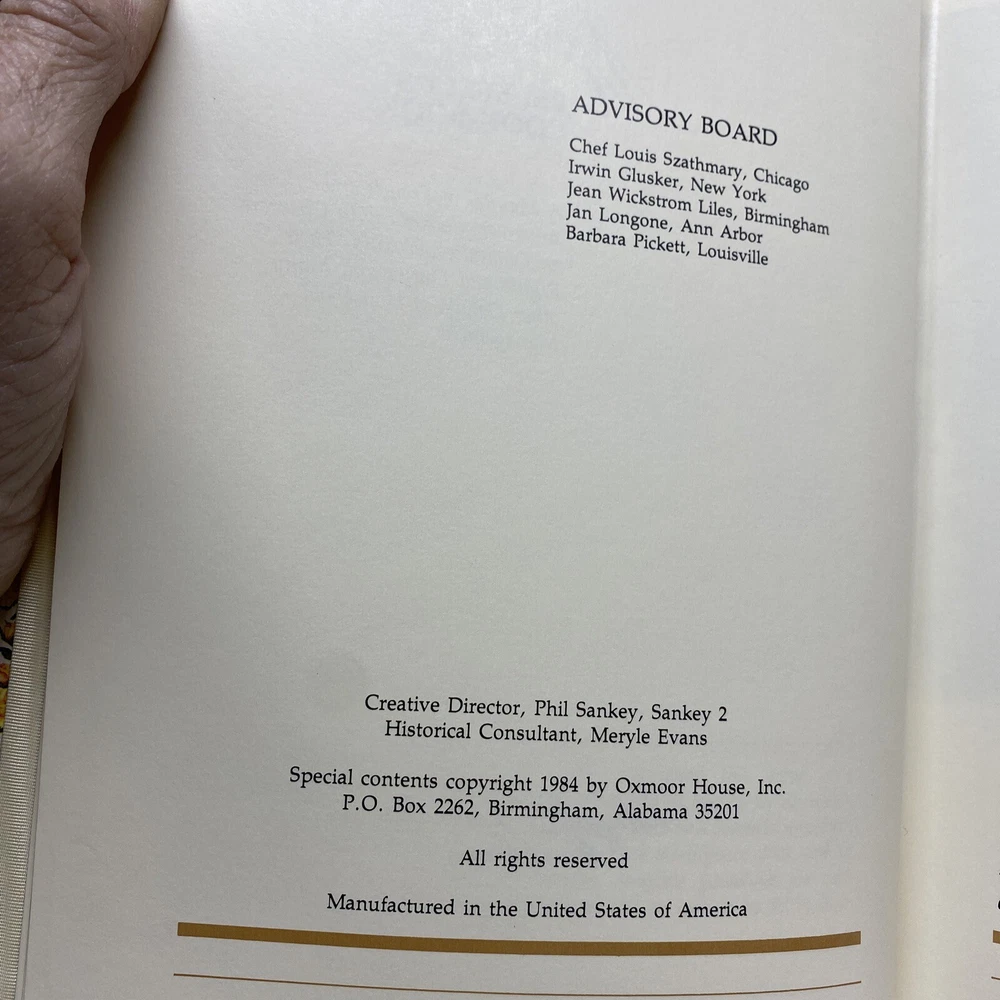 ADVISORY BOARD
Chef Louis Szathmary, Chicago
Irwin Glusker, New York
Jean Wickstrom Liles, Birmingham
Jan Longone, Ann Arbor
Barbara Pickett, Louisville
Creative Director, Phil Sankey, Sankey 2
Historical Consultant, Meryle Evans
Special contents copyright 1984 by Oxmoor House, Inc.
P.O. Box 2262, Birmingham, Alabama 35201
All rights reserved
Manufactured in the United States of America